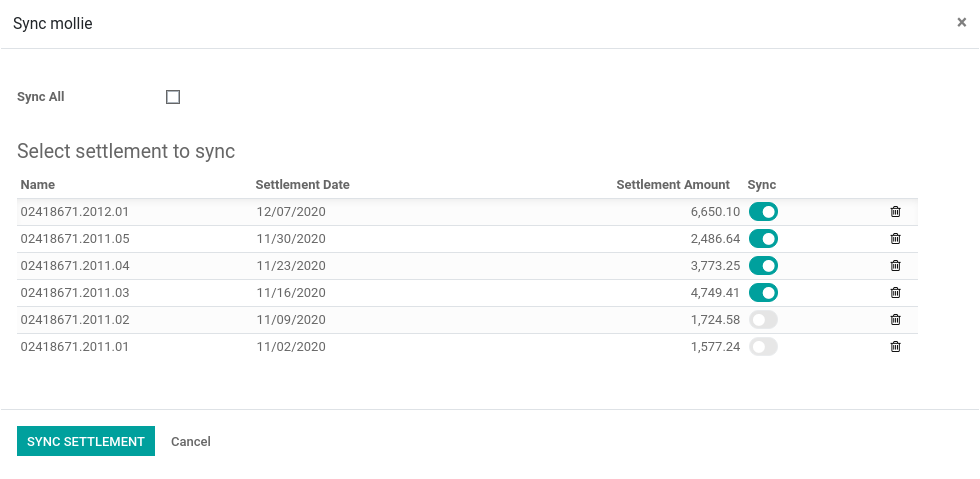 Sync mollie ×
Sync All
Select settlement to sync
Name Settlement Date Settlement Amount Sync
02418671.2012.01 12/07/2020 6,650.10
02418671.2011.05 11/30/2020 2,486.64
02418671.2011.04 11/23/2020 3,773.25
02418671.2011.03 11/16/2020 4,749.41
02418671.2011.02 11/09/2020 1,724.58
02418671.2011.01 11/02/2020 1,577.24
SYNC SETTLEMENT Cancel